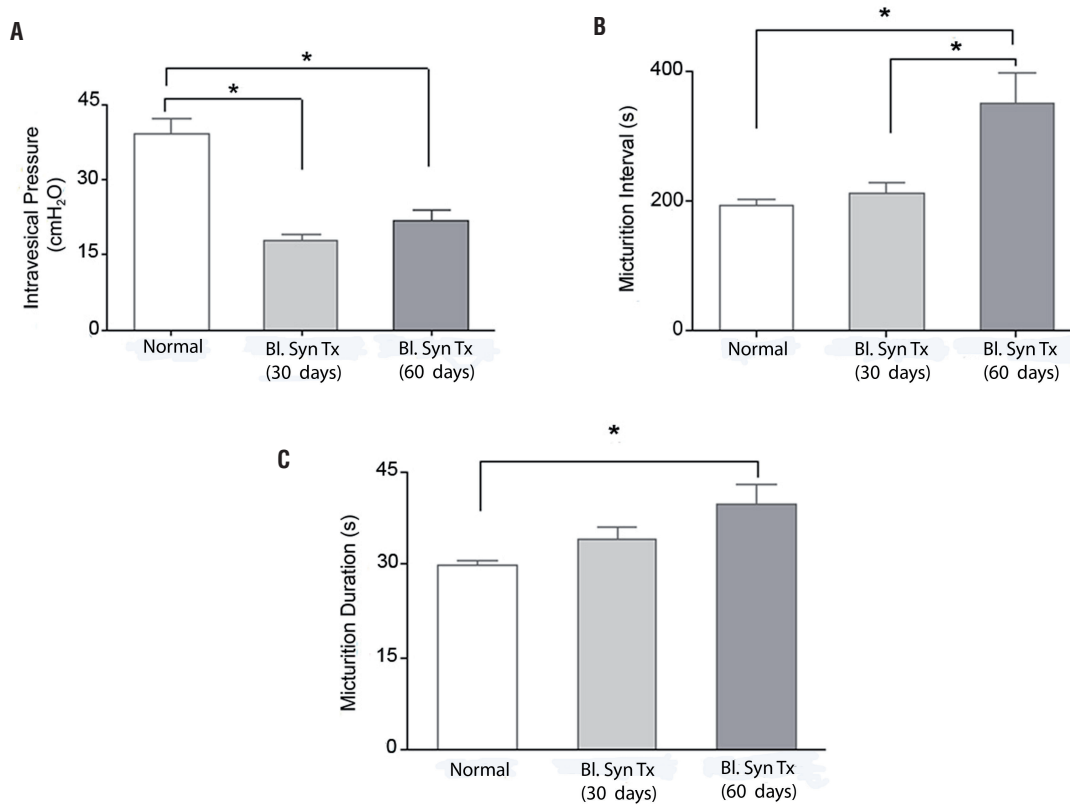 A
*
*
45
30
15
0
Intravesical Pressure
(cmH₂O)
Normal
Bl. Syn Tx
(30 days)
Bl. Syn Tx
(60 days)
B
*
*
400
200
0
Micturition Interval (s)
Normal
Bl. Syn Tx
(30 days)
Bl. Syn Tx
(60 days)
C
*
45
30
15
0
Micturition Duration (s)
Normal
Bl. Syn Tx
(30 days)
Bl. Syn Tx
(60 days)